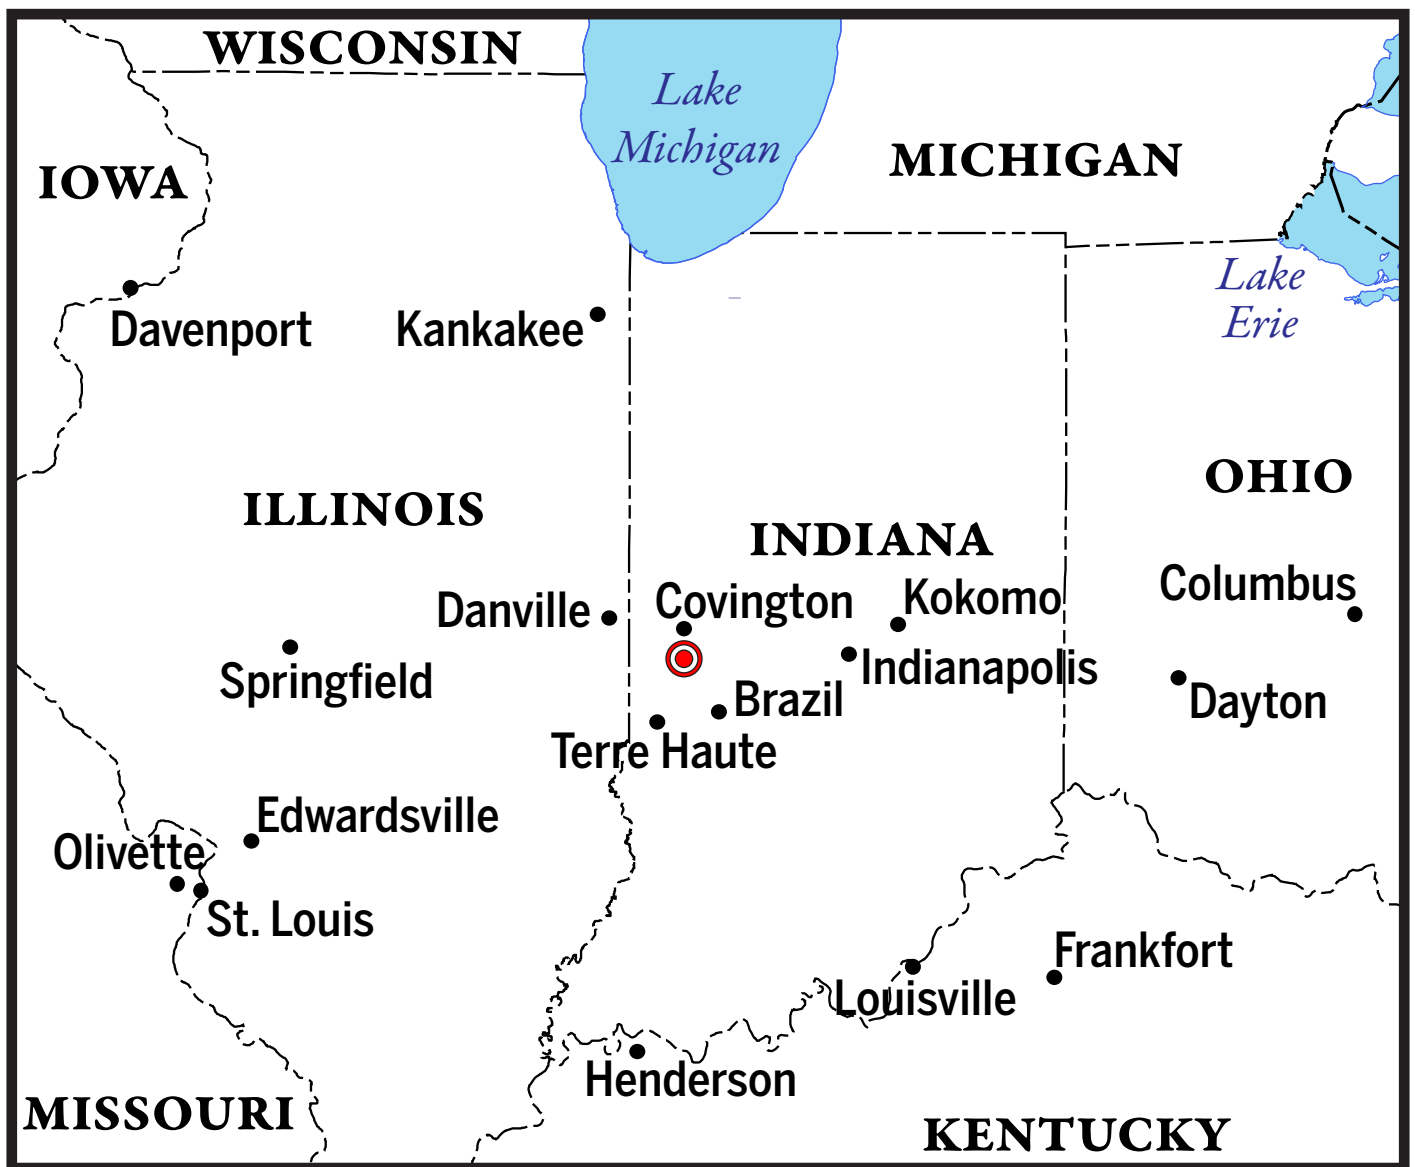 WISCONSIN
Lake
Michigan
MICHIGAN
IOWA
Lake
Erie
Davenport
Kankakee
OHIO
ILLINOIS
INDIANA
Columbus
Danville
Covington
Kokomo
Springfield
Indianapolis
Brazil
Dayton
Terre Haute
Edwardsville
Olivette
St. Louis
Frankfort
Louisville
Henderson
MISSOURI
KENTUCKY